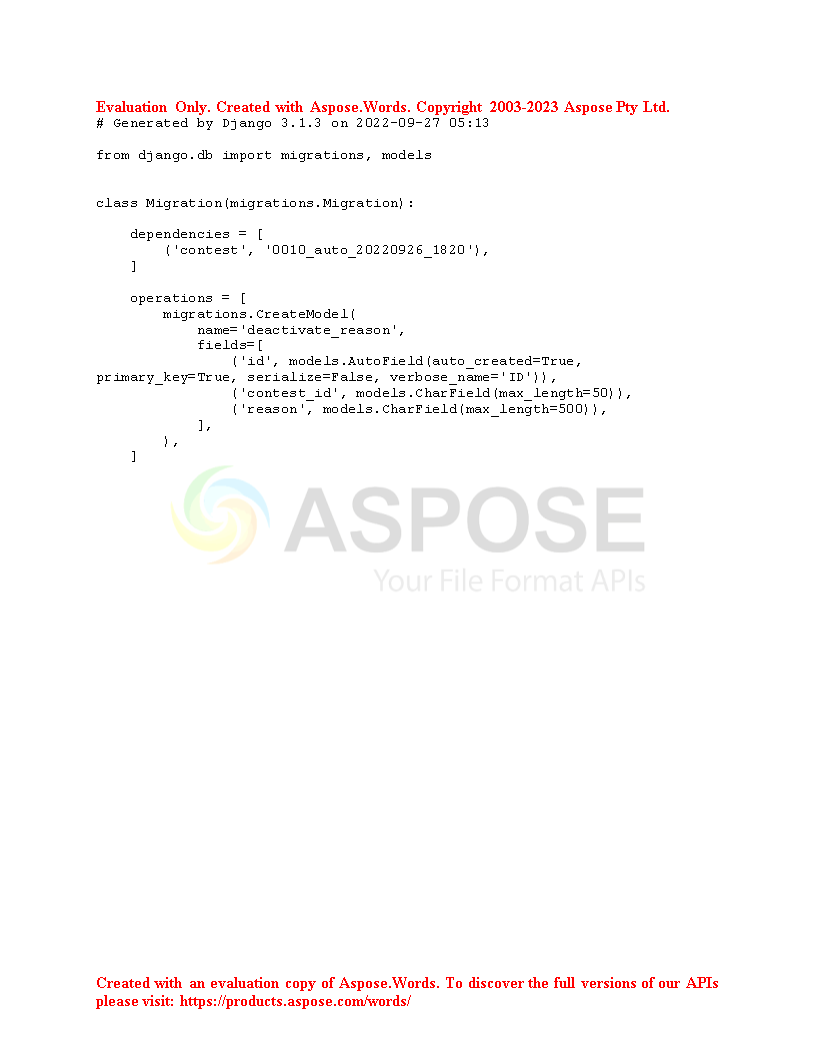 Evaluation Only. Created with Aspose.Words. Copyright 2003-2023 Aspose Pty Ltd.
# Generated by Django 3.1.3 on 2022-09-27 05:13
from django.db import migrations, models
class Migration(migrations.Migration):
    dependencies = [
        ('contest', '0010_auto_20220926_1820'),
    ]
    operations = [
        migrations.CreateModel(
            name='deactivate_reason',
            fields=[
                ('id', models.AutoField(auto_created=True,
primary_key=True, serialize=False, verbose_name='ID')),
                ('contest_id', models.CharField(max_length=50)),
                ('reason', models.CharField(max_length=500)),
            ],
        ),
    ]
ASPOSE
Your File Format APIs
Created with an evaluation copy of Aspose.Words. To discover the full versions of our APIs
please visit: https://products.aspose.com/words/